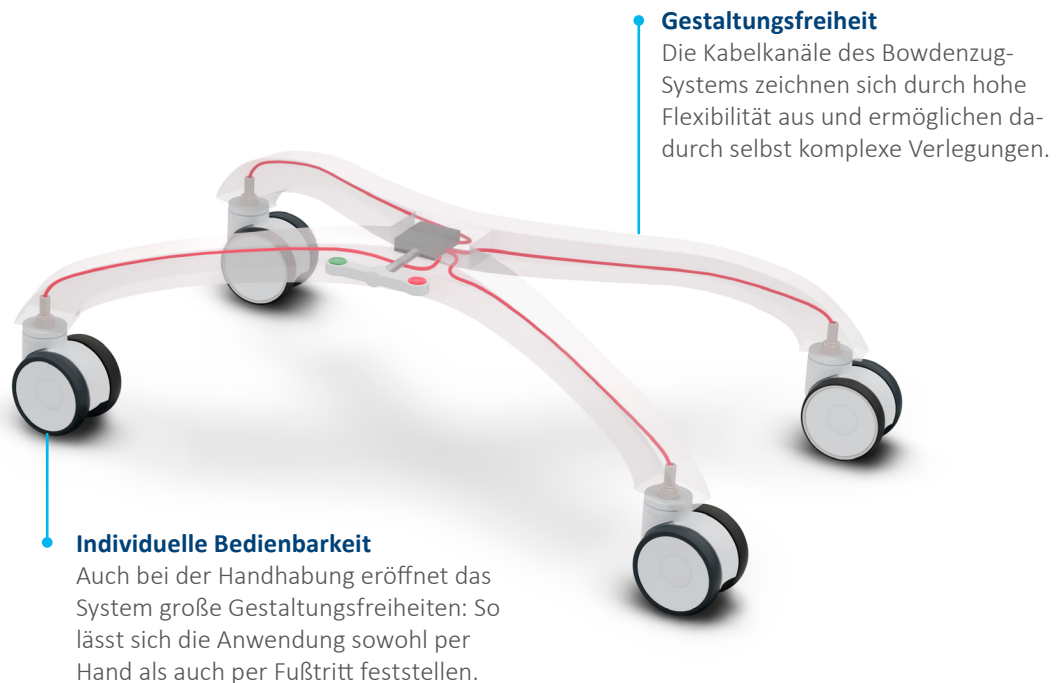 Gestaltungsfreiheit
Die Kabelkanäle des Bowdenzug-
Systems zeichnen sich durch hohe
Flexibilität aus und ermöglichen da-
durch selbst komplexe Verlegungen.
Individuelle Bedienbarkeit
Auch bei der Handhabung eröffnet das
System große Gestaltungsfreiheiten: So
lässt sich die Anwendung sowohl per
Hand als auch per Fußtritt feststellen.